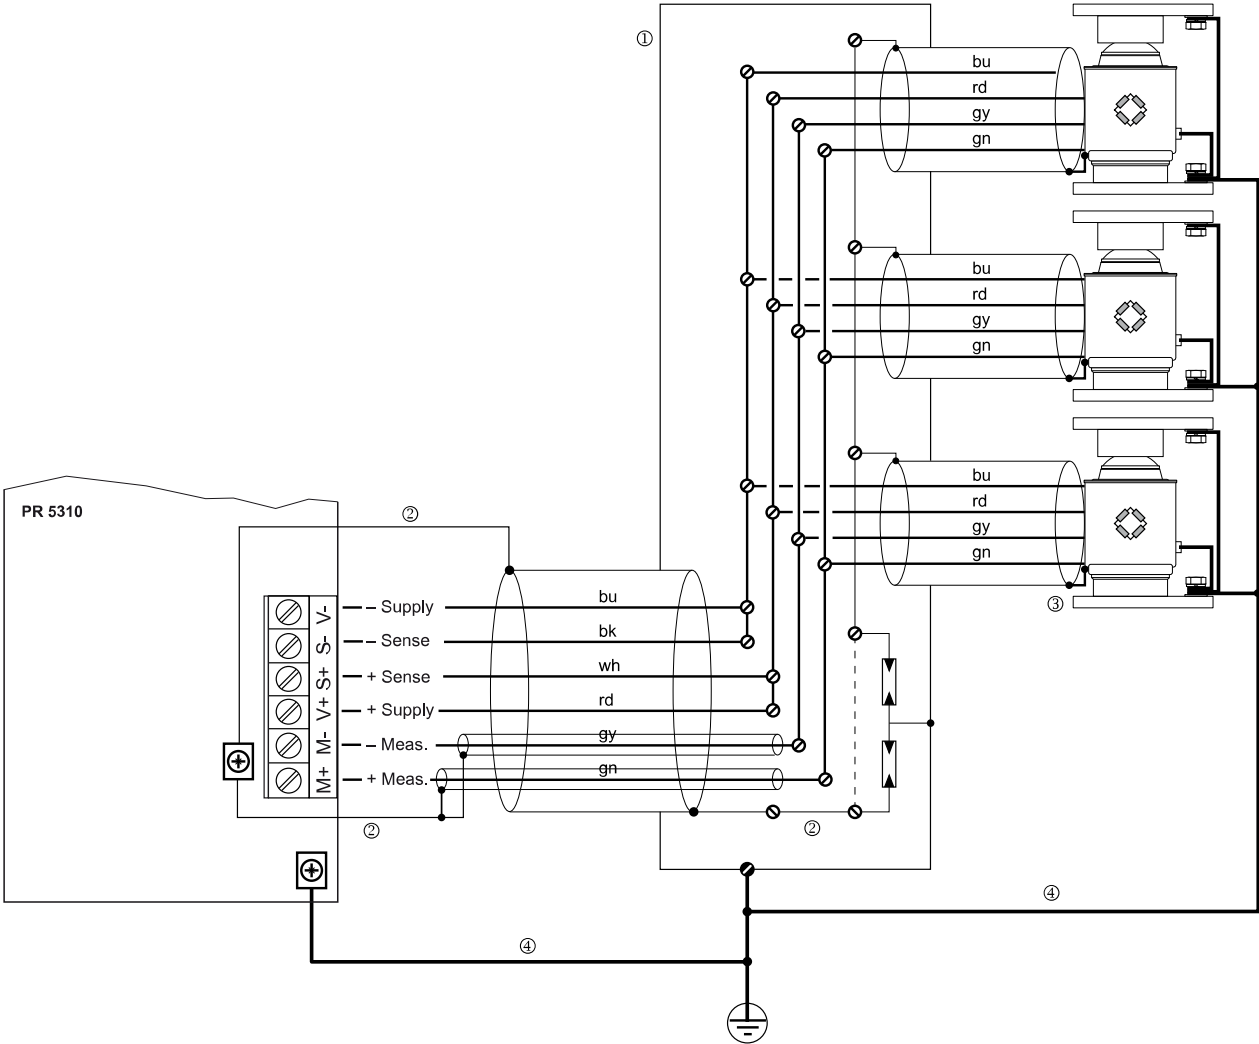 ①
bu
rd
gy
gn
bu
rd
gy
gn
bu
rd
gy
gn
③
PR 5310
②
V- – Supply bu
S- – Sense bk
S+ + Sense wh
V+ + Supply rd
M- – Meas. gy
M+ + Meas. gn
② ②
④
④